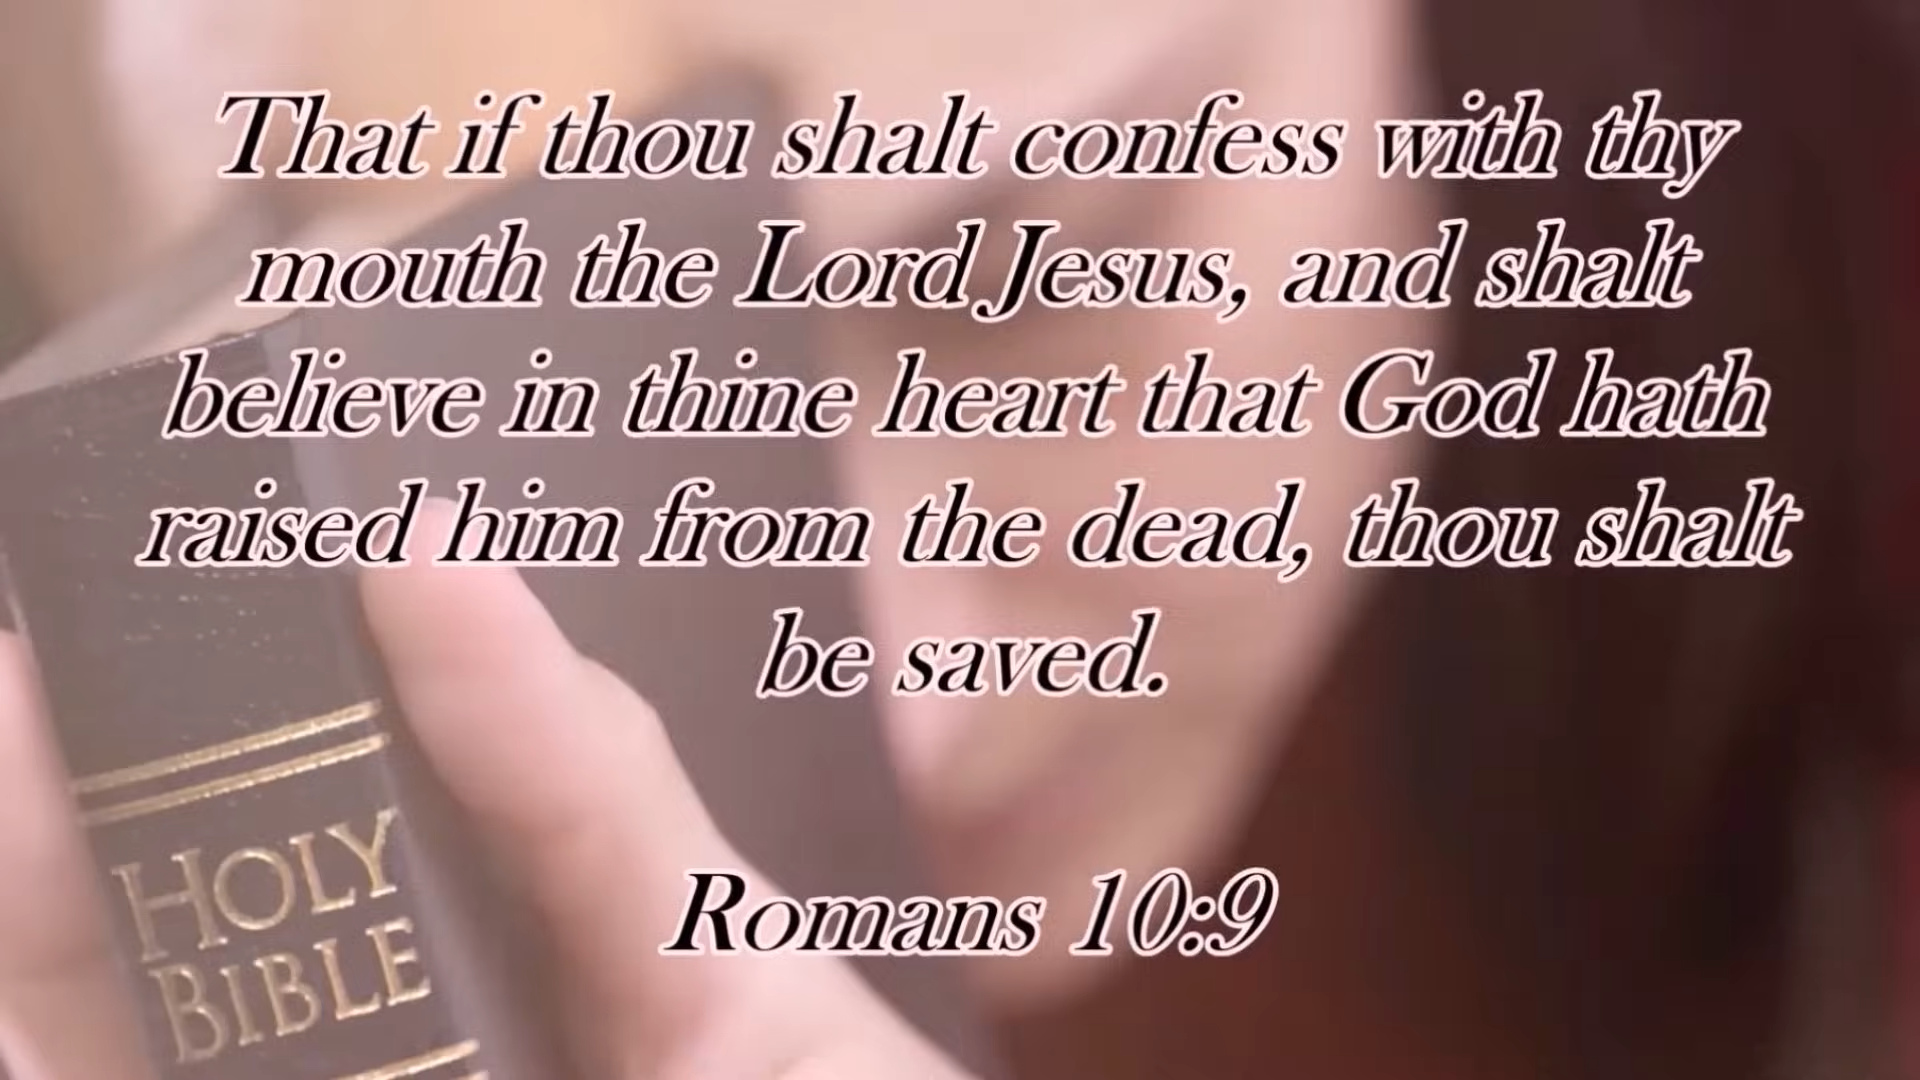 That if thou shalt confess with thy
mouth the Lord Jesus, and shalt
believe in thine heart that God hath
raised him from the dead, thou shalt
be saved.
Romans 10:9
HOLY
BIBLE